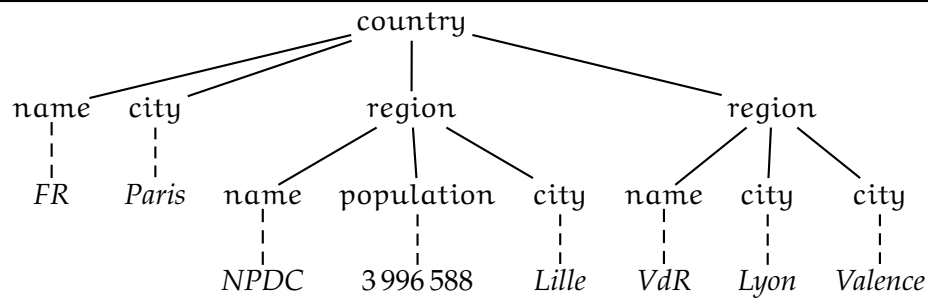 country
name city region region
FR Paris name population city name city city
NPDC 3 996 588 Lille VdR Lyon Valence